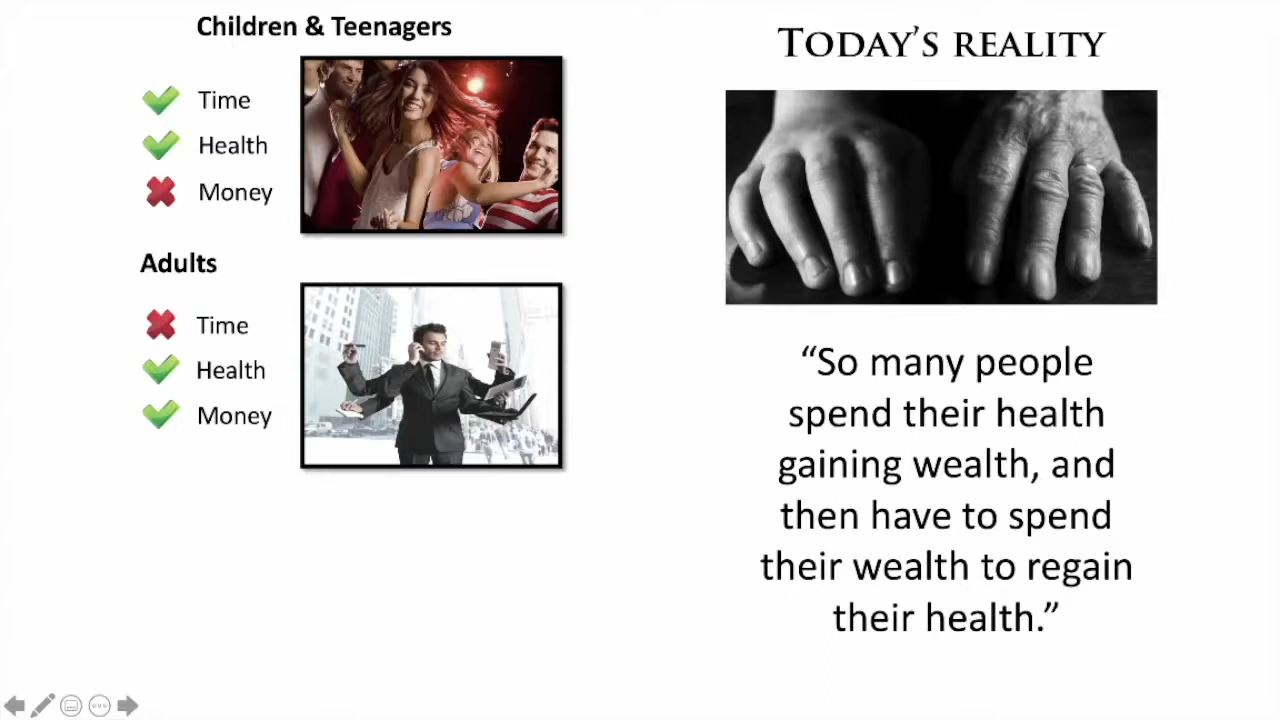 Children & Teenagers
Time
Health
Money
Adults
Time
Health
Money
TODAY'S REALITY
“So many people
spend their health
gaining wealth, and
then have to spend
their wealth to regain
their health.”